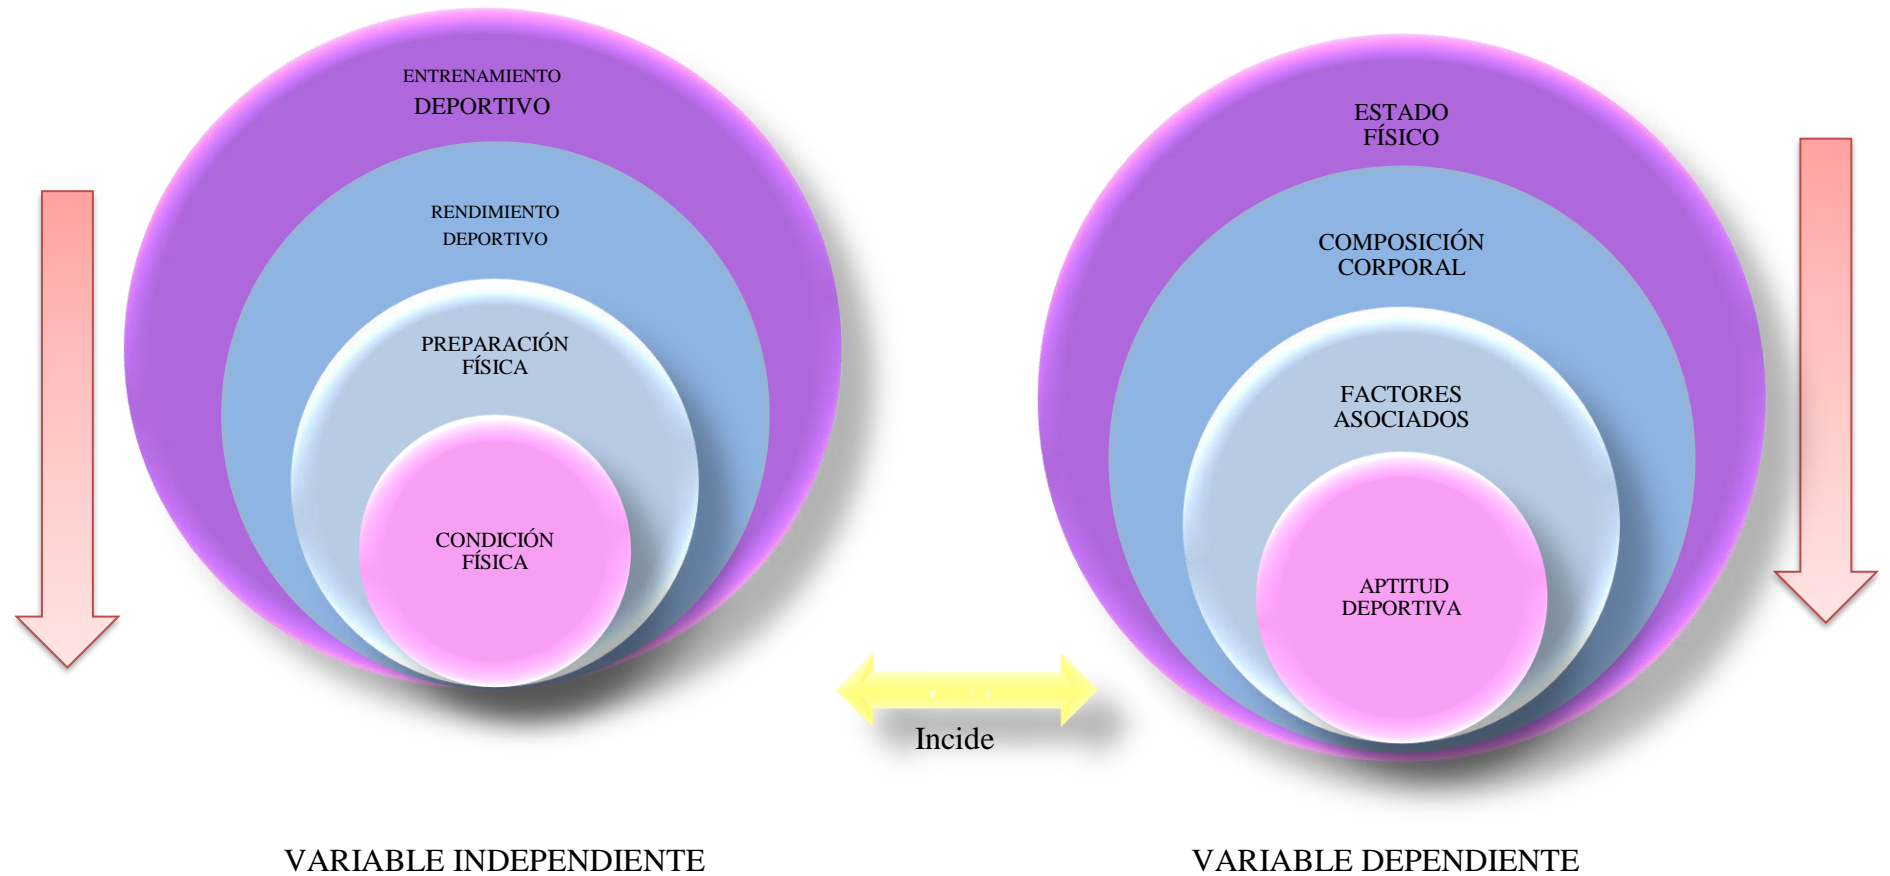 ENTRENAMIENTO
DEPORTIVO
RENDIMIENTO
DEPORTIVO
PREPARACIÓN
FÍSICA
CONDICIÓN
FÍSICA
ESTADO
FÍSICO
COMPOSICIÓN
CORPORAL
FACTORES
ASOCIADOS
APTITUD
DEPORTIVA
Incide
VARIABLE INDEPENDIENTE
VARIABLE DEPENDIENTE